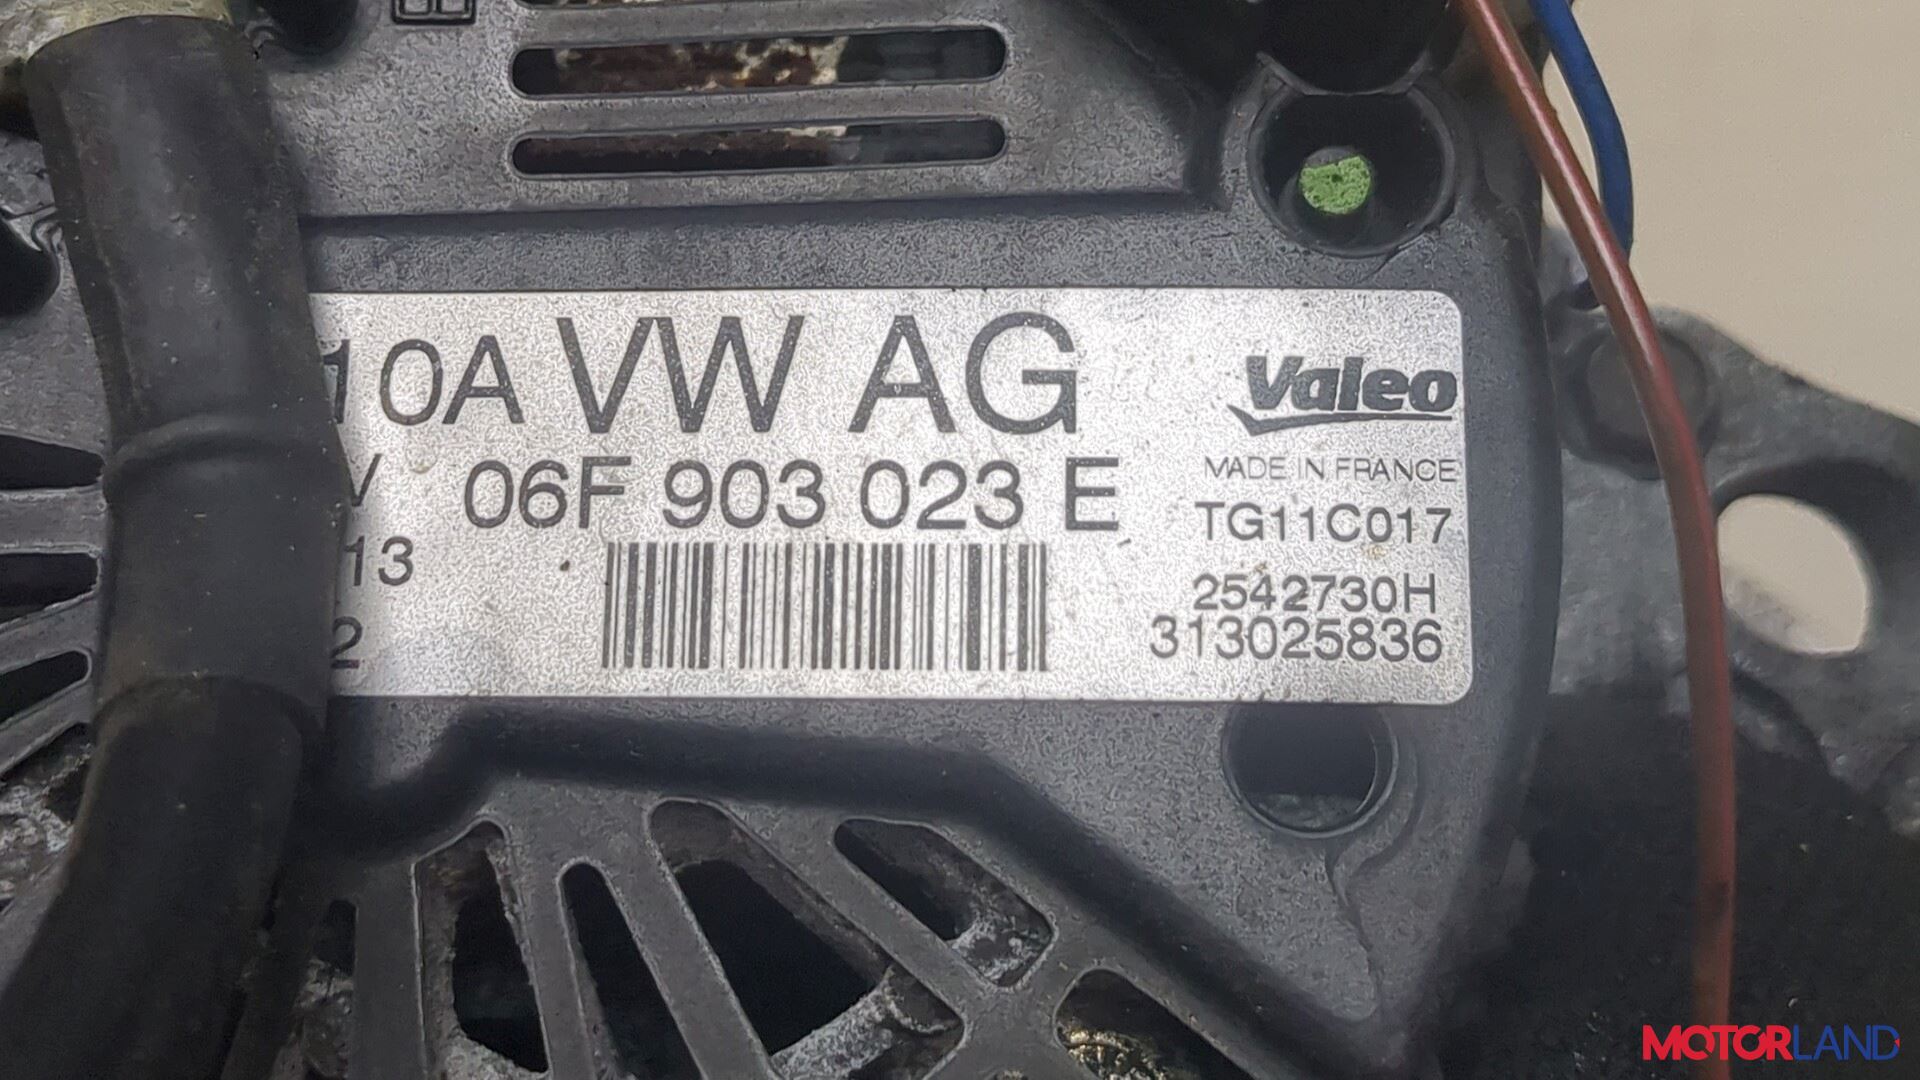 10A VW AG
Valeo
V 06F 903 023 E
MADE IN FRANCE
TG11C017
13
2542730H
2
313025836
MOTORLAND